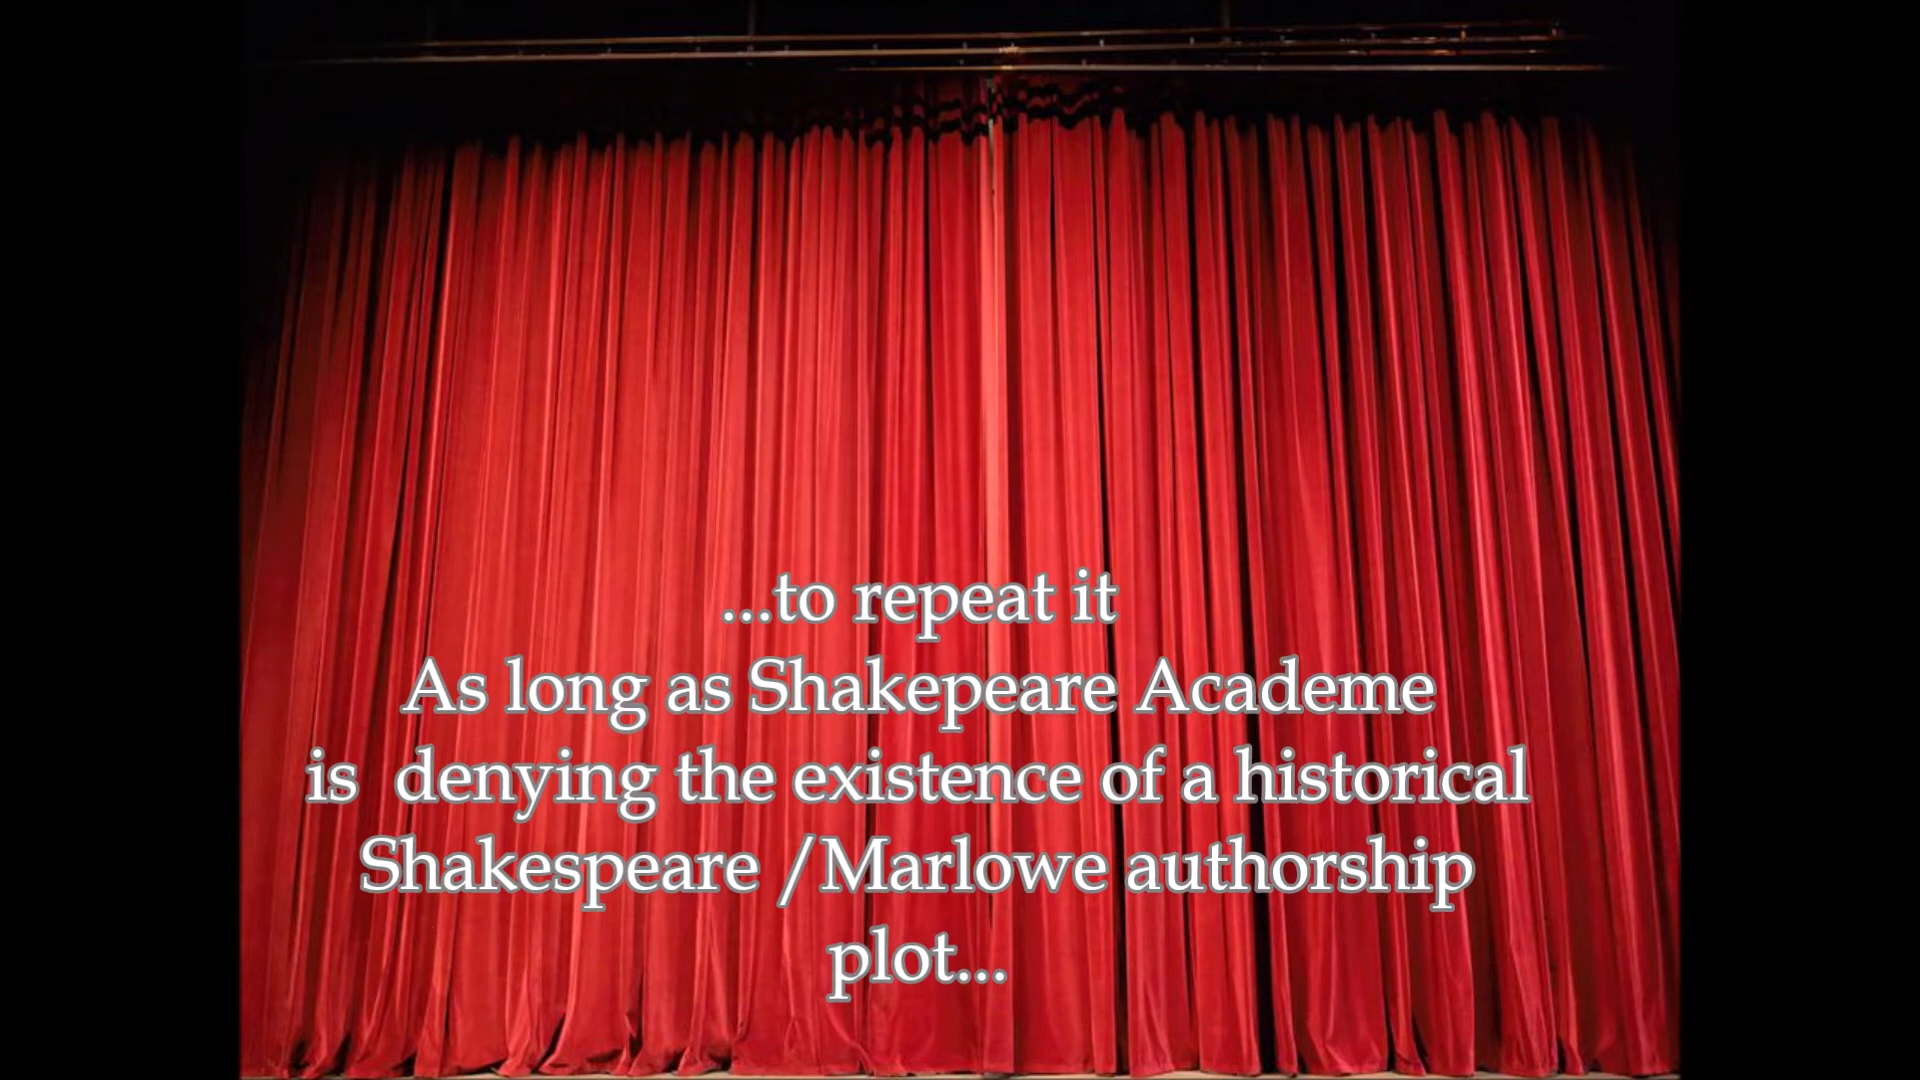 ...to repeat it
As long as Shakepeare Academe
is  denying the existence of a historical
Shakespeare /Marlowe authorship
plot...